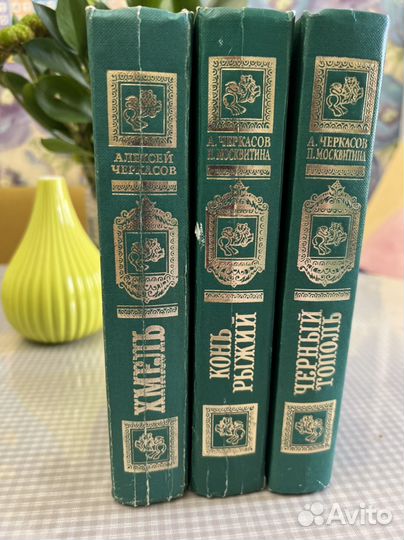 АЛЕКСЕЙ
ЧЕРКАСОВ
ХМЕЛЬ
А. ЧЕРКАСОВ
П. МОСКВИТИНА
КОНЬ
РЫЖИЙ
А. ЧЕРКАСОВ
П. МОСКВИТИНА
ЧЕРНЫЙ
ТОПОЛЬ
Avito